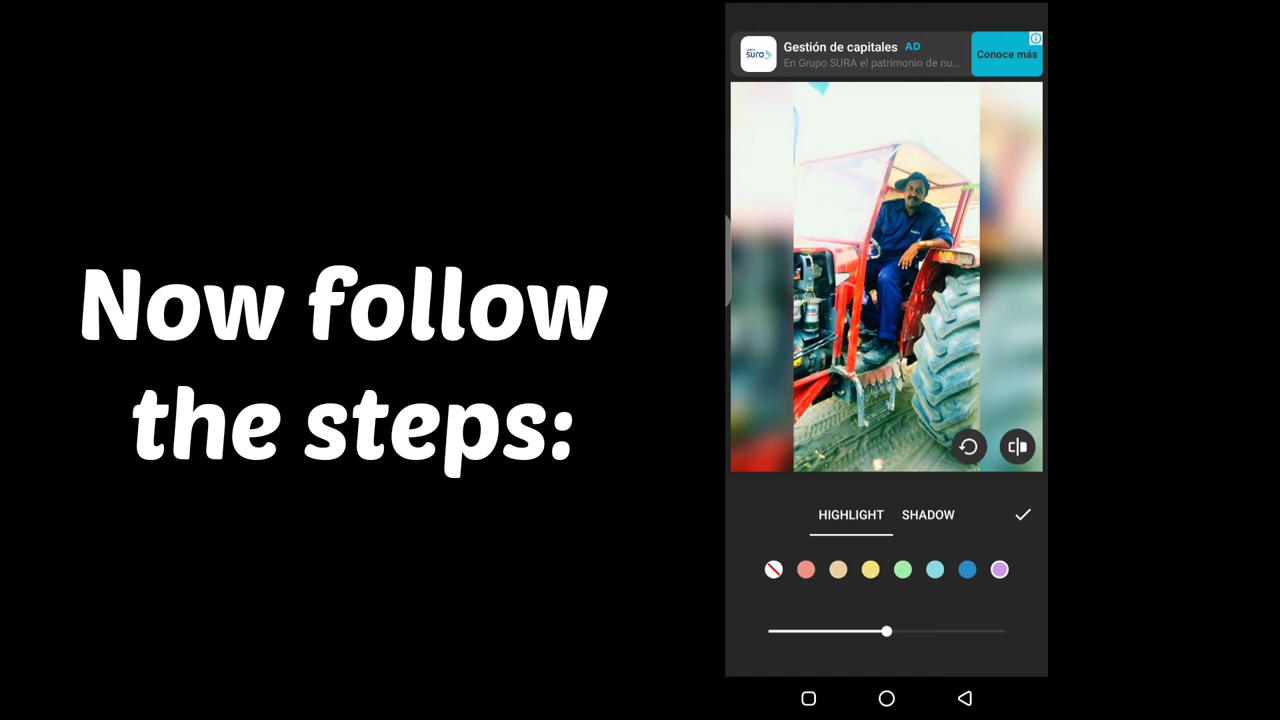 Now follow
the steps:
sura
Gestión de capitales AD
En Grupo SURA el patrimonio de nu...
Conoce más
HIGHLIGHT SHADOW